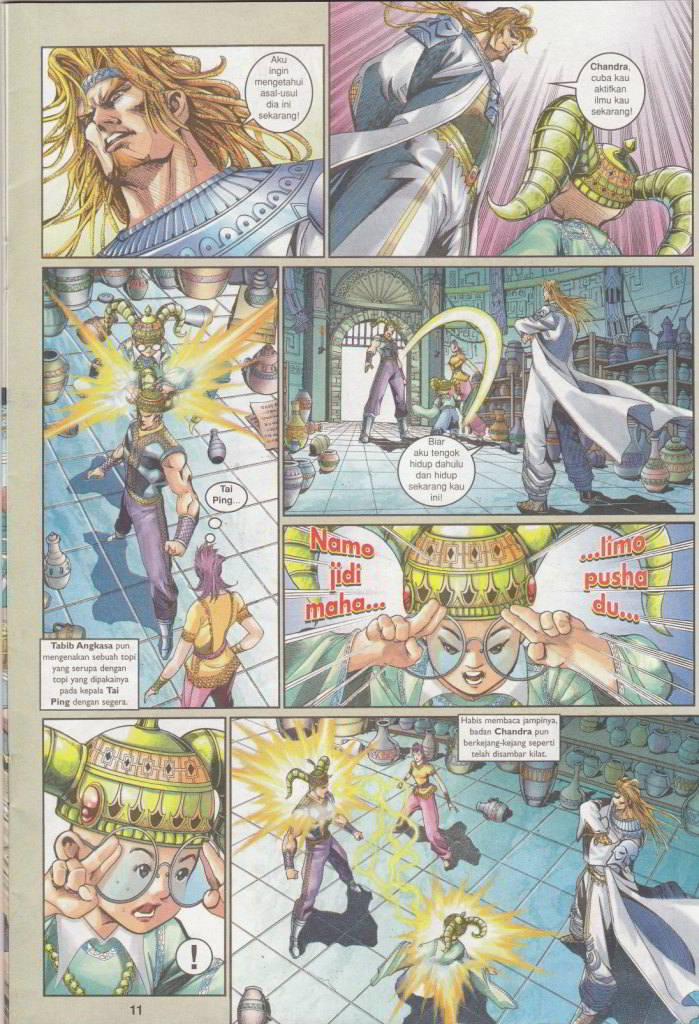 Aku
ingin
mengetahui
asal-usul
dia ini
sekarang!
Chandra,
cuba kau
aktifkan
ilmu kau
sekarang!
Tai
Ping...
Tabib Angkasa pun
mengenakan sebuah topi
yang serupa dengan
topi yang dipakainya
pada kepala Tai
Ping dengan segera.
Biar
aku tengok
hidup dahulu
dan hidup
sekarang kau
ini!
Namo
jidi
maha...
...limo
pusha
du...
!
Habis membaca jampinya,
badan Chandra pun
berkejang-kejang seperti
telah disambar kilat.
11